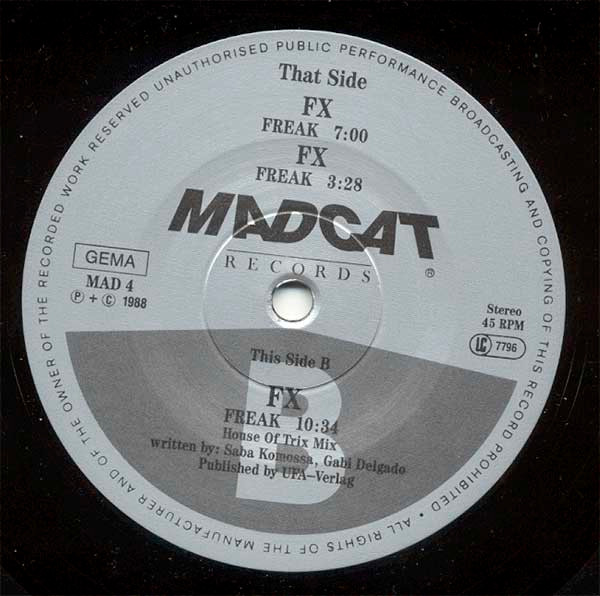 ALL RIGHTS OF THE MANUFACTURER AND OF THE OWNER OF THE RECORDED WORK RESERVED UNAUTHORISED PUBLIC PERFORMANCE BROADCASTING AND COPYING OF THIS RECORD PROHIBITED •
That Side
FX
FREAK 7:00
FX
FREAK 3:28
MADCAT
RECORDS ®
GEMA
MAD 4
Ⓟ + © 1988
Stereo
45 RPM
LC 7796
This Side B
B
FX
FREAK 10:34
House Of Trix Mix
written by: Saba Komossa, Gabi Delgado
Published by UFA-Verlag